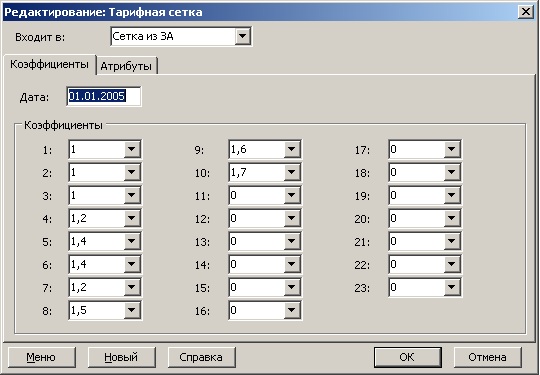 Редактирование: Тарифная сетка
Входит в: Сетка из ЗА
Коэффициенты Атрибуты
Дата: 01.01.2005
Коэффициенты
1: 1 9: 1,6 17: 0
2: 1 10: 1,7 18: 0
3: 1 11: 0 19: 0
4: 1,2 12: 0 20: 0
5: 1,4 13: 0 21: 0
6: 1,4 14: 0 22: 0
7: 1,2 15: 0 23: 0
8: 1,5 16: 0
Меню Новый Справка OK Отмена